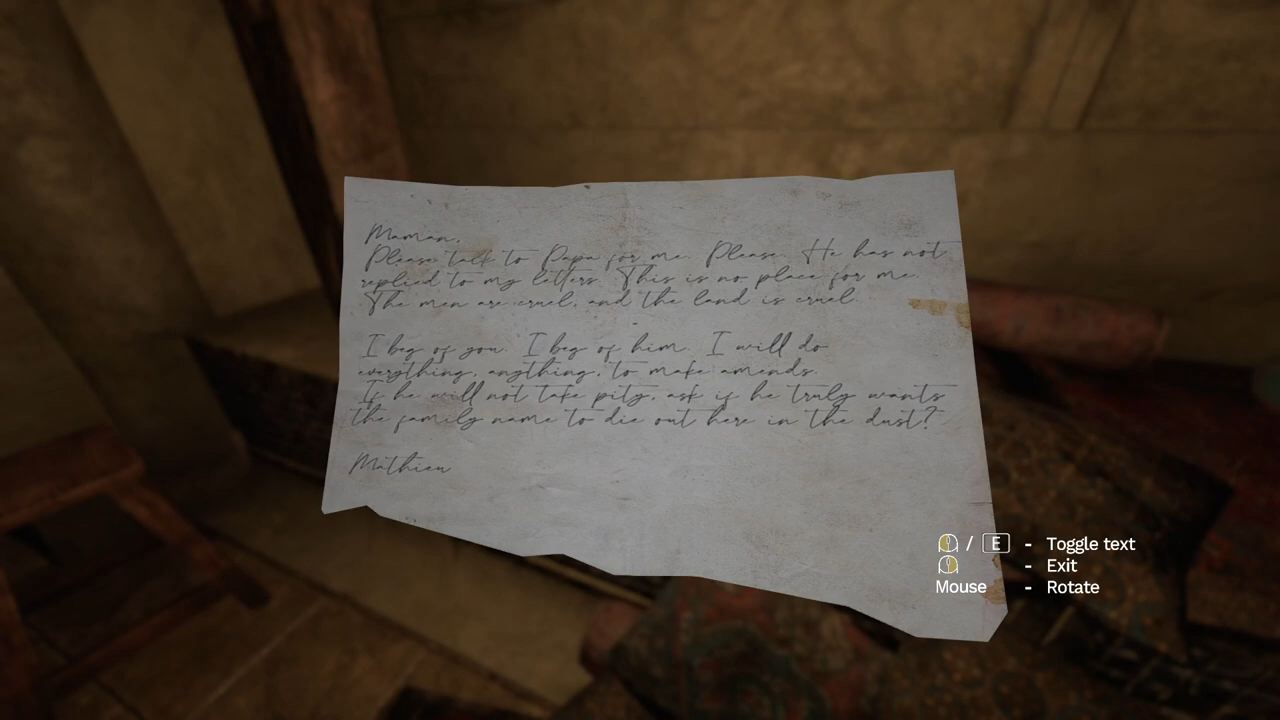 Maman,
Please talk to Papa for me. Please. He has not
replied to my letters. This is no place for me.
The men are cruel, and the land is cruel.
I beg of you. I beg of him. I will do
everything, anything, to make amends.
If he will not take pity, ask if he truly wants
the family name to die out here in the dust?
Mathieu
/ E - Toggle text
- Exit
Mouse - Rotate